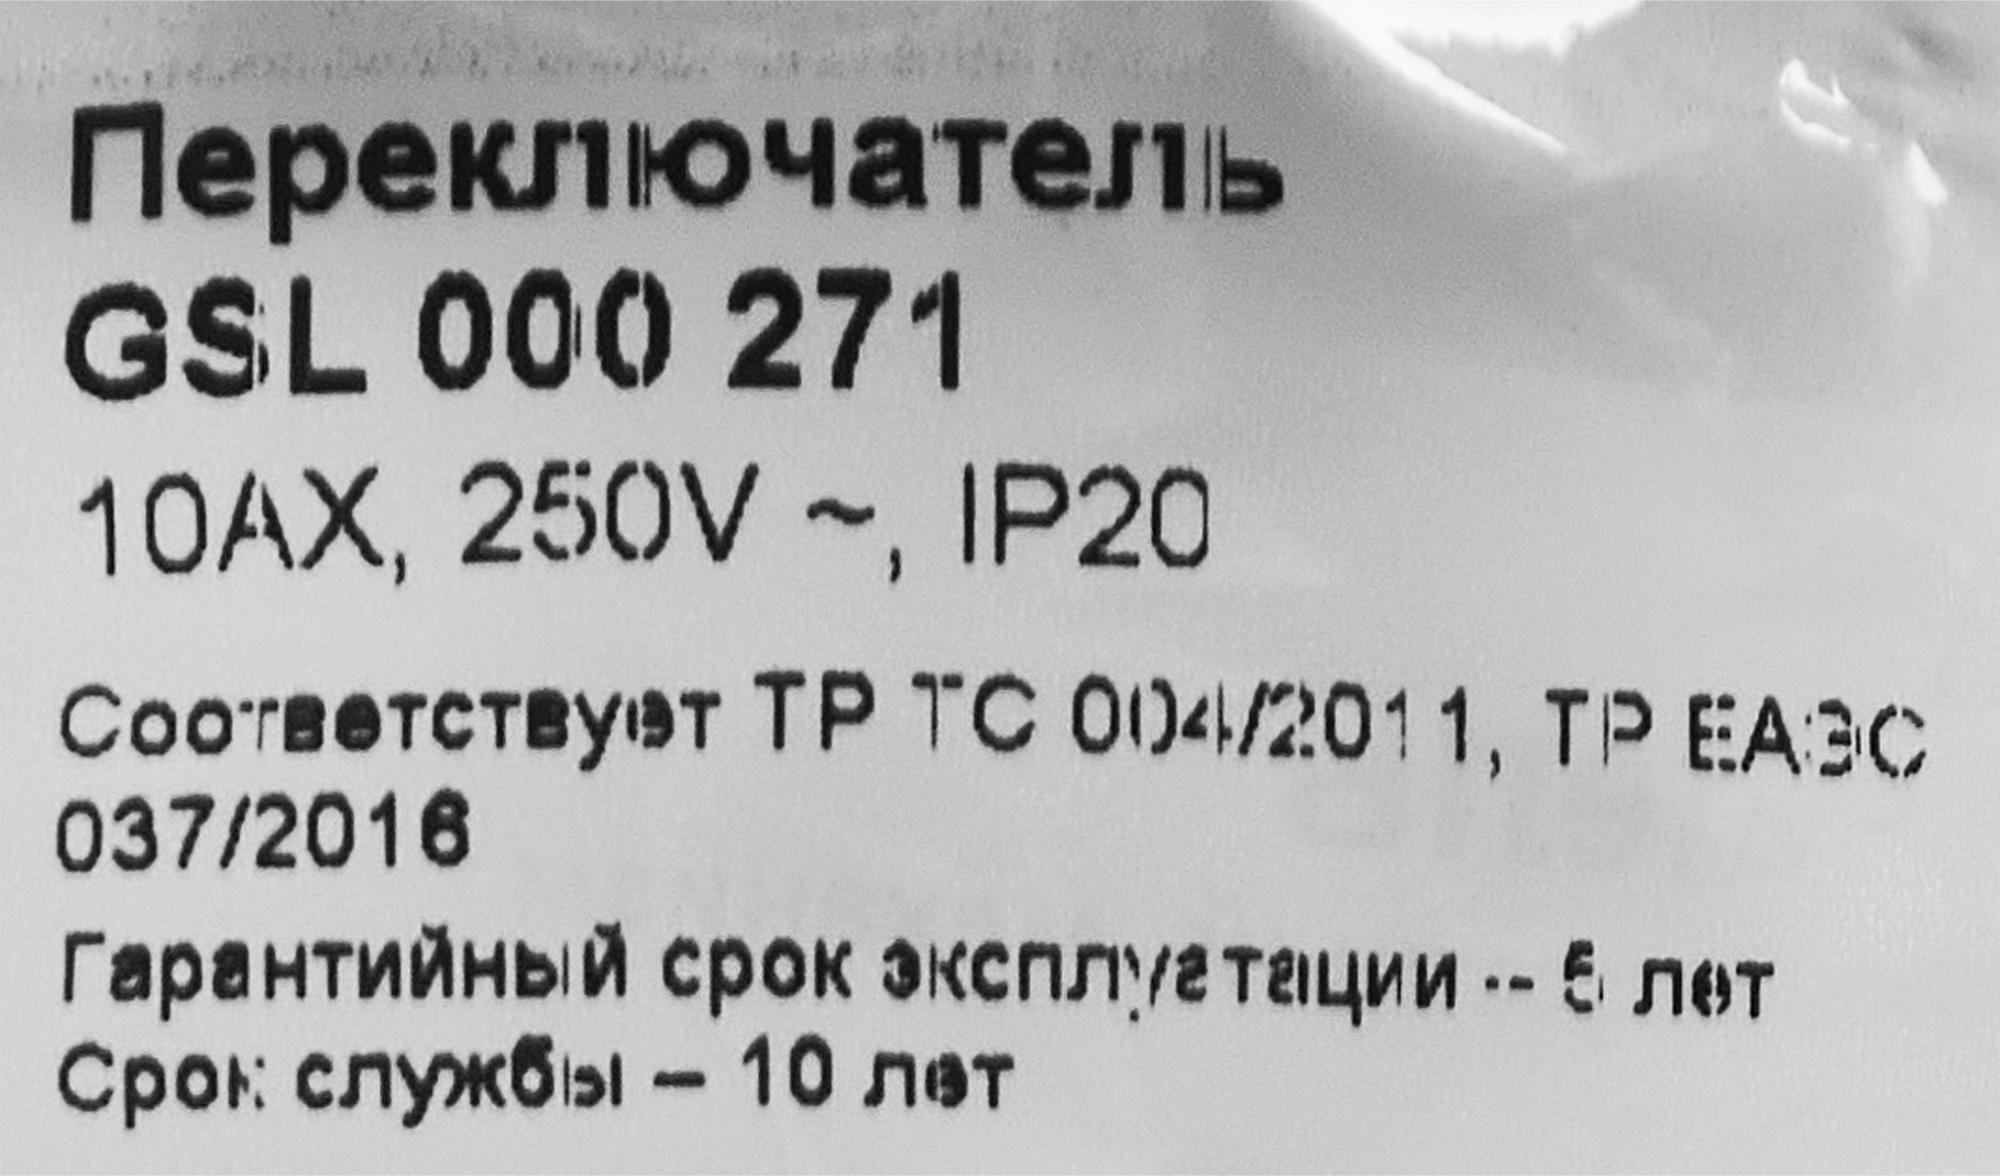 Переключатель
GSL 000 271
10AX, 250V ~, IP20
Соответствует ТР ТС 004/2011, ТР ЕАЭС
037/2016
Гарантийный срок эксплуатации -- 5 лет
Срок службы – 10 лет